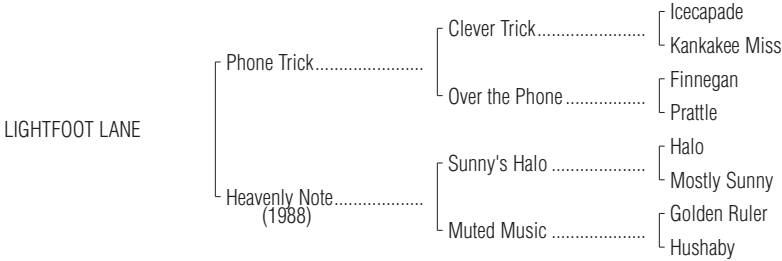 Icecapade
Clever Trick......................
Kankakee Miss
Phone Trick......................
Finnegan
Over the Phone ................
Prattle
LIGHTFOOT LANE
Halo
Sunny's Halo ...................
Mostly Sunny
Heavenly Note..................
(1988)
Golden Ruler
Muted Music ...................
Hushaby